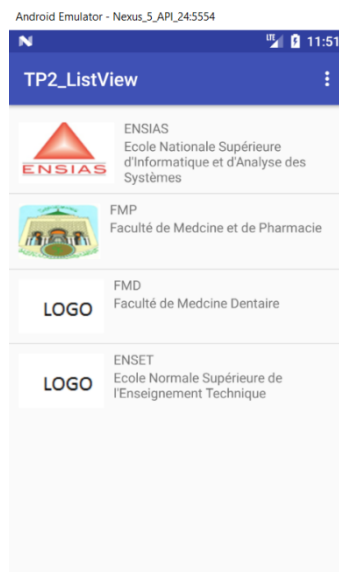 Android Emulator - Nexus_5_API_24:5554
LTE 11:51
TP2_ListView
ENSIAS
ENSIAS
Ecole Nationale Supérieure
d'Informatique et d'Analyse des
Systèmes
FMP
Faculté de Medcine et de Pharmacie
LOGO
FMD
Faculté de Medcine Dentaire
LOGO
ENSET
Ecole Normale Supérieure de
l'Enseignement Technique